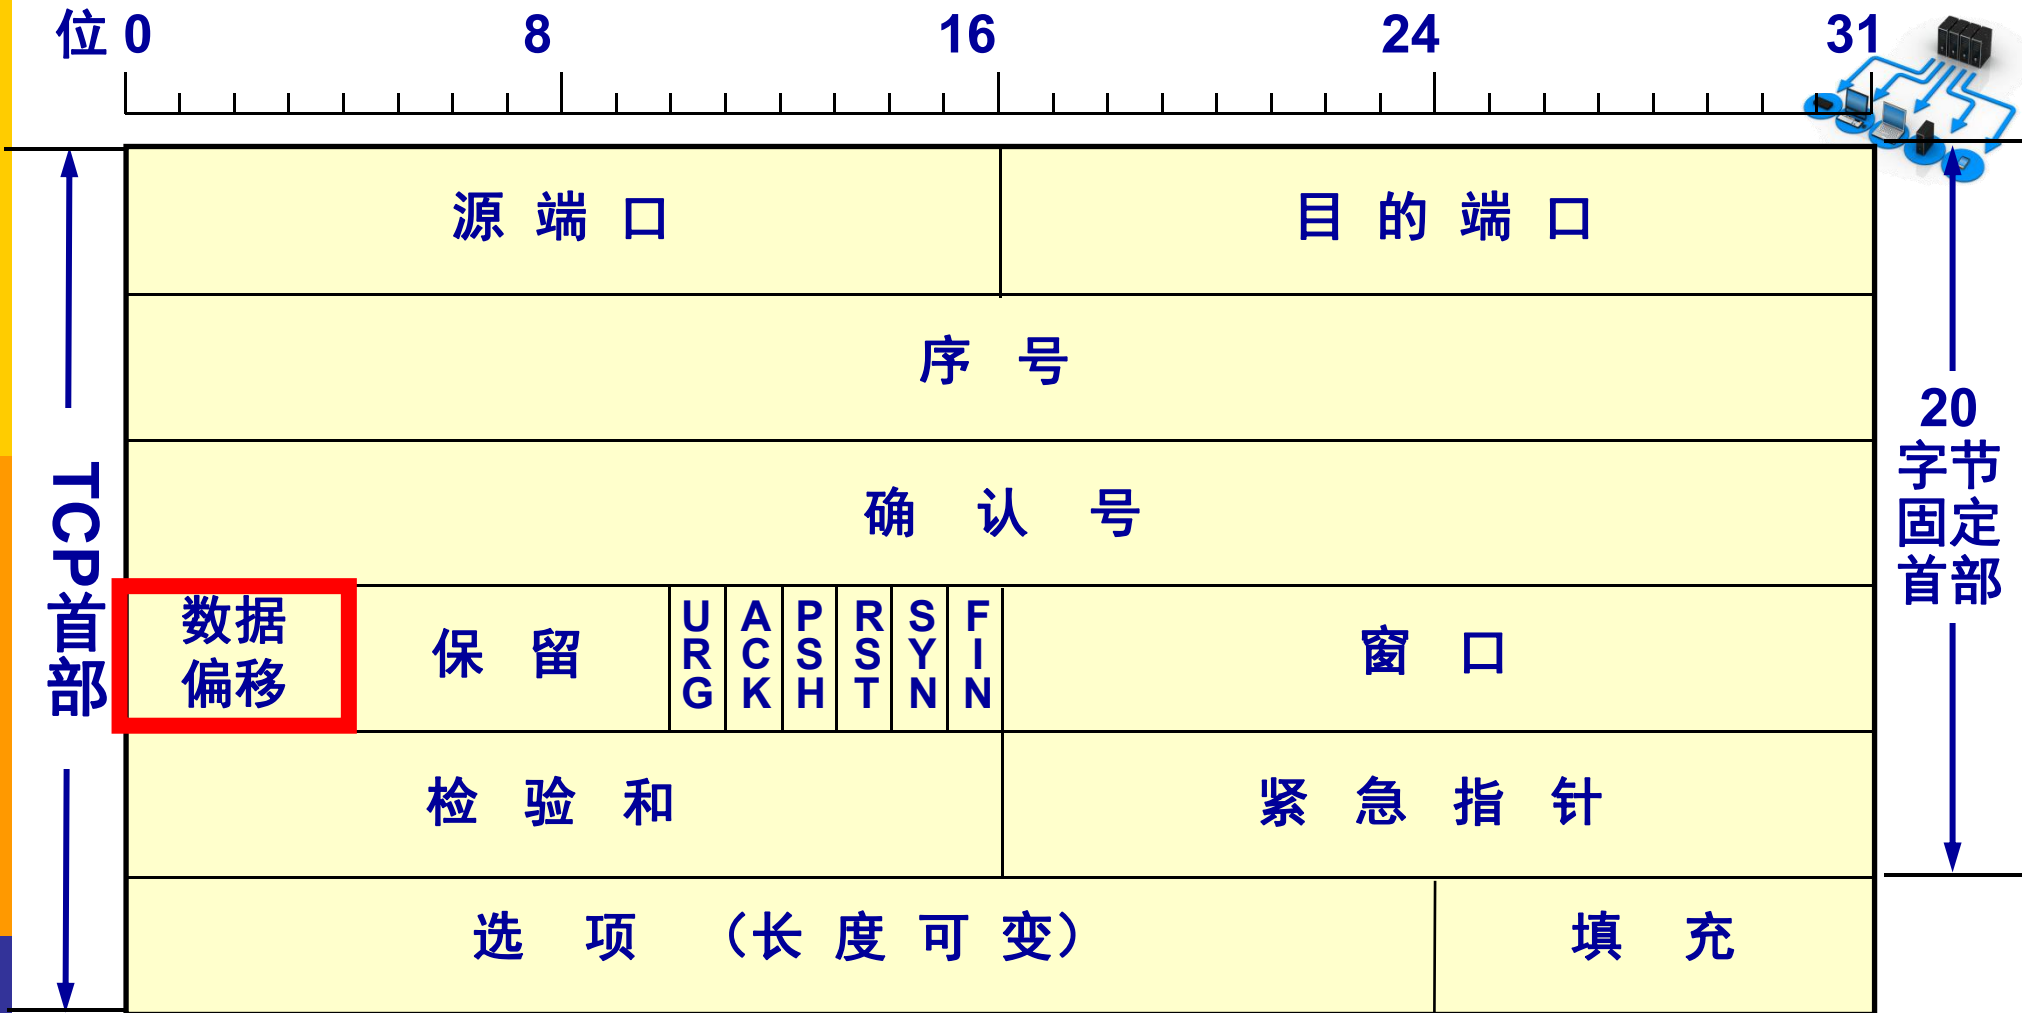 位 0 8 16 24 31
源 端 口
目 的 端 口
序 号
确 认 号
数据
偏移
保 留
URG
ACK
PSH
RST
SYN
FIN
窗 口
检 验 和
紧 急 指 针
选 项 （长 度 可 变）
填 充
TCP首部
20
字节
固定
首部